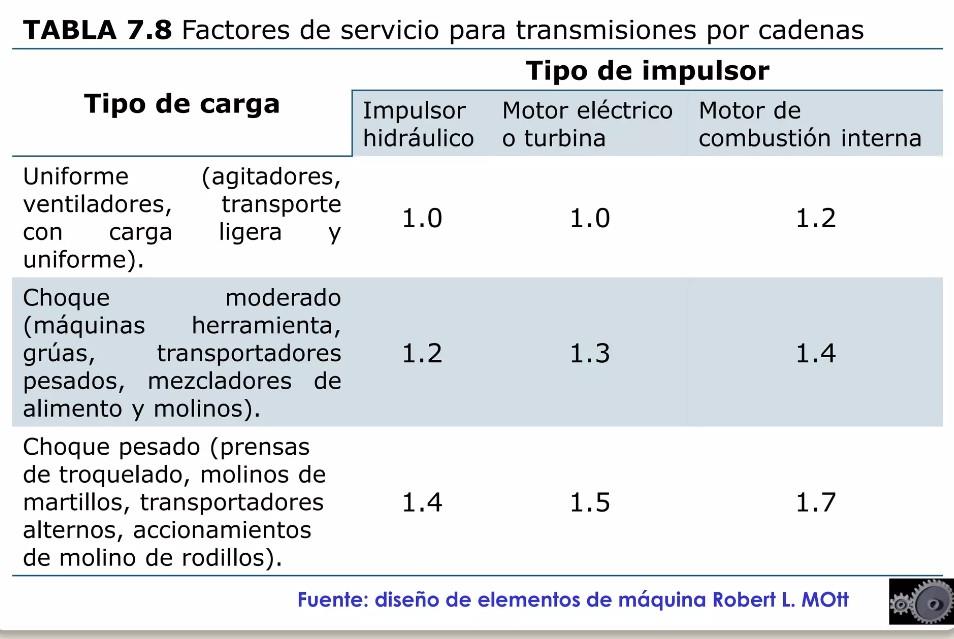 TABLA 7.8 Factores de servicio para transmisiones por cadenas
Tipo de impulsor
Tipo de carga
Impulsor hidráulico
Motor eléctrico o turbina
Motor de combustión interna
Uniforme (agitadores,
ventiladores, transporte
con carga ligera y
uniforme).
1.0 1.0 1.2
Choque moderado
(máquinas herramienta,
grúas, transportadores
pesados, mezcladores de
alimento y molinos).
1.2 1.3 1.4
Choque pesado (prensas
de troquelado, molinos de
martillos, transportadores
alternos, accionamientos
de molino de rodillos).
1.4 1.5 1.7
Fuente: diseño de elementos de máquina Robert L. MOtt